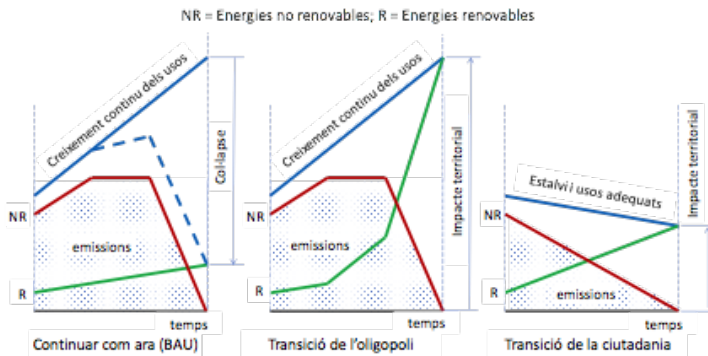 NR = Energies no renovables; R = Energies renovables
Creixement continu dels usos
Col·lapse
NR
emissions
R
temps
Continuar com ara (BAU)
Creixement continu dels usos
Impacte territorial
NR
emissions
R
temps
Transició de l'oligopoli
Impacte territorial
Estalvi i usos adequats
NR
R
emissions
temps
Transició de la ciutadania